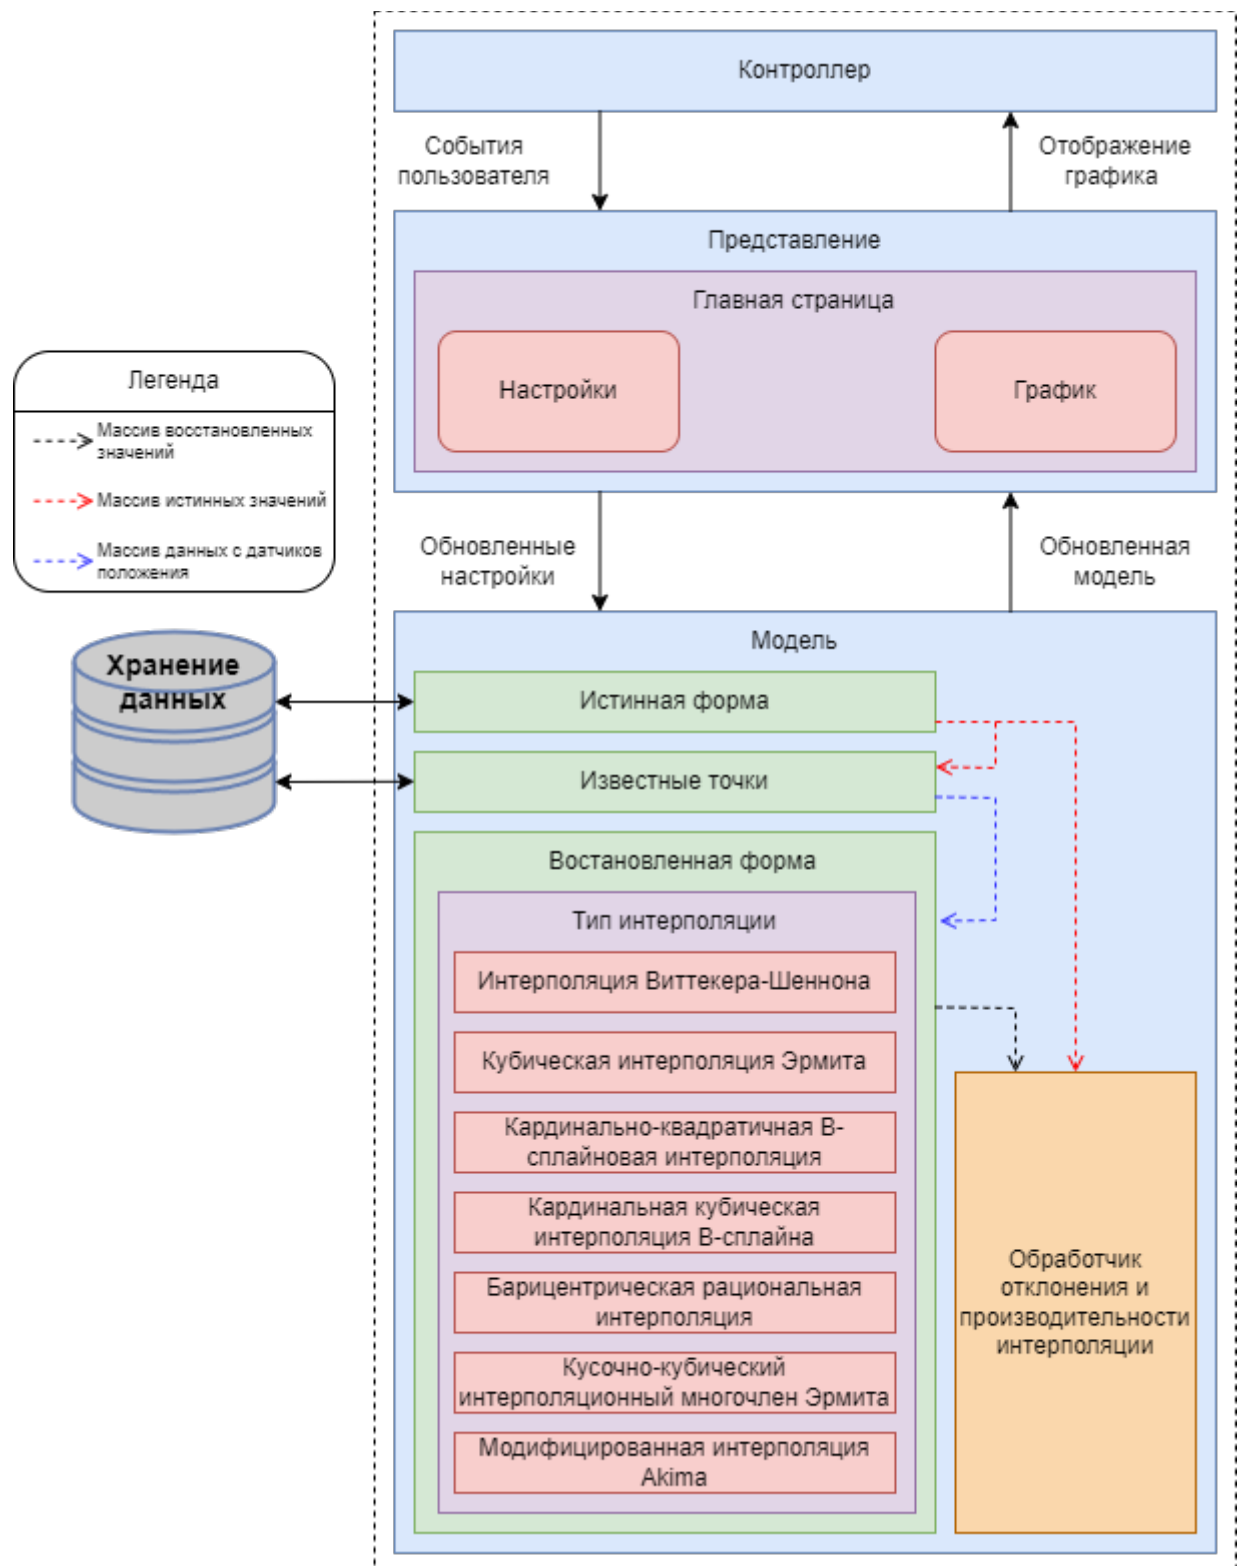 Контроллер
События
пользователя
Отображение
графика
Представление
Главная страница
Настройки
График
Легенда
Массив восстановленных
значений
Массив истинных значений
Массив данных с датчиков
положения
Обновленные
настройки
Обновленная
модель
Хранение
данных
Модель
Истинная форма
Известные точки
Востановленная форма
Тип интерполяции
Интерполяция Виттекера-Шеннона
Кубическая интерполяция Эрмита
Кардинально-квадратичная B-
сплайновая интерполяция
Кардинальная кубическая
интерполяция B-сплайна
Барицентрическая рациональная
интерполяция
Кусочно-кубический
интерполяционный многочлен Эрмита
Модифицированная интерполяция
Akima
Обработчик
отклонения и
производительности
интерполяции